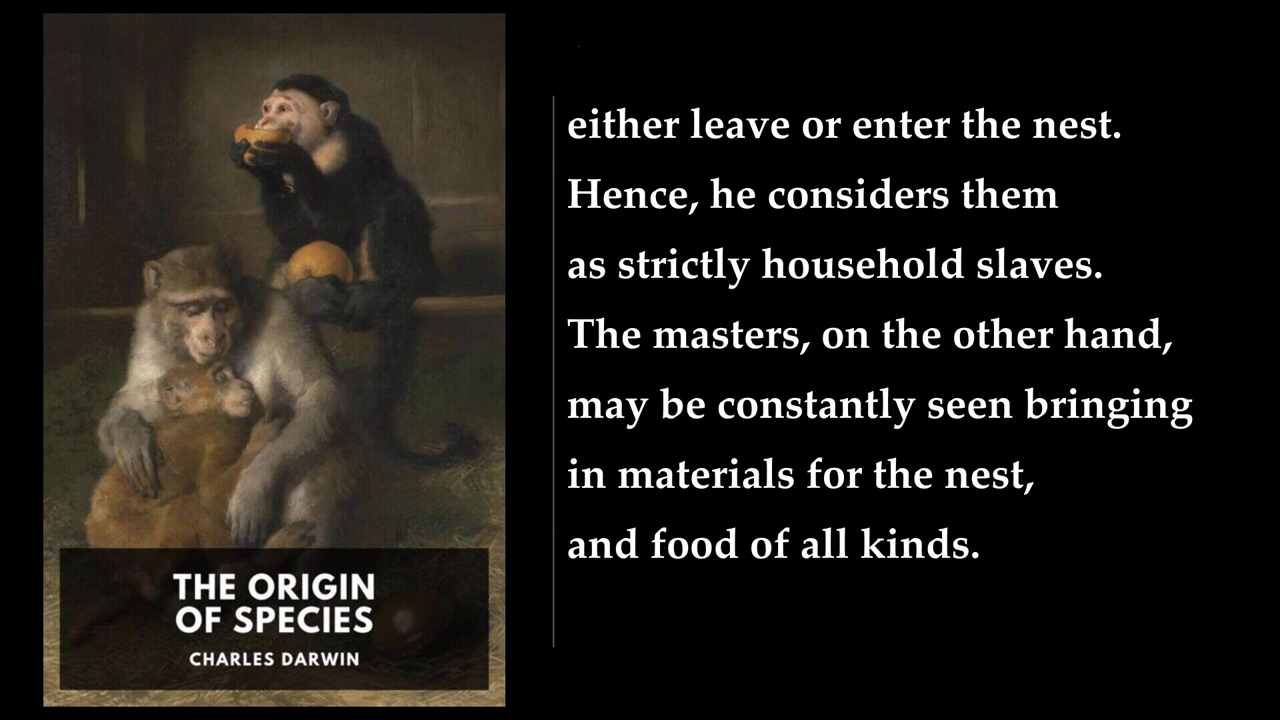 THE ORIGIN
OF SPECIES
CHARLES DARWIN
either leave or enter the nest.
Hence, he considers them
as strictly household slaves.
The masters, on the other hand,
may be constantly seen bringing
in materials for the nest,
and food of all kinds.